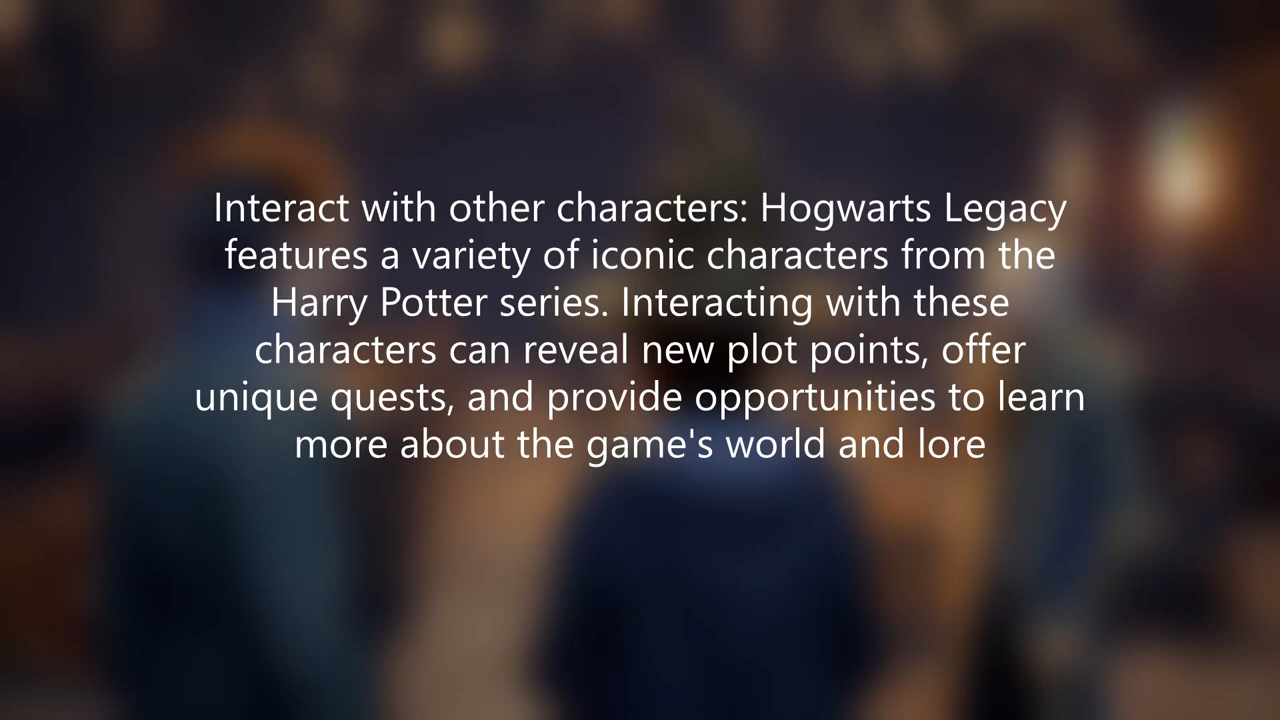 Interact with other characters: Hogwarts Legacy
features a variety of iconic characters from the
Harry Potter series. Interacting with these
characters can reveal new plot points, offer
unique quests, and provide opportunities to learn
more about the game's world and lore